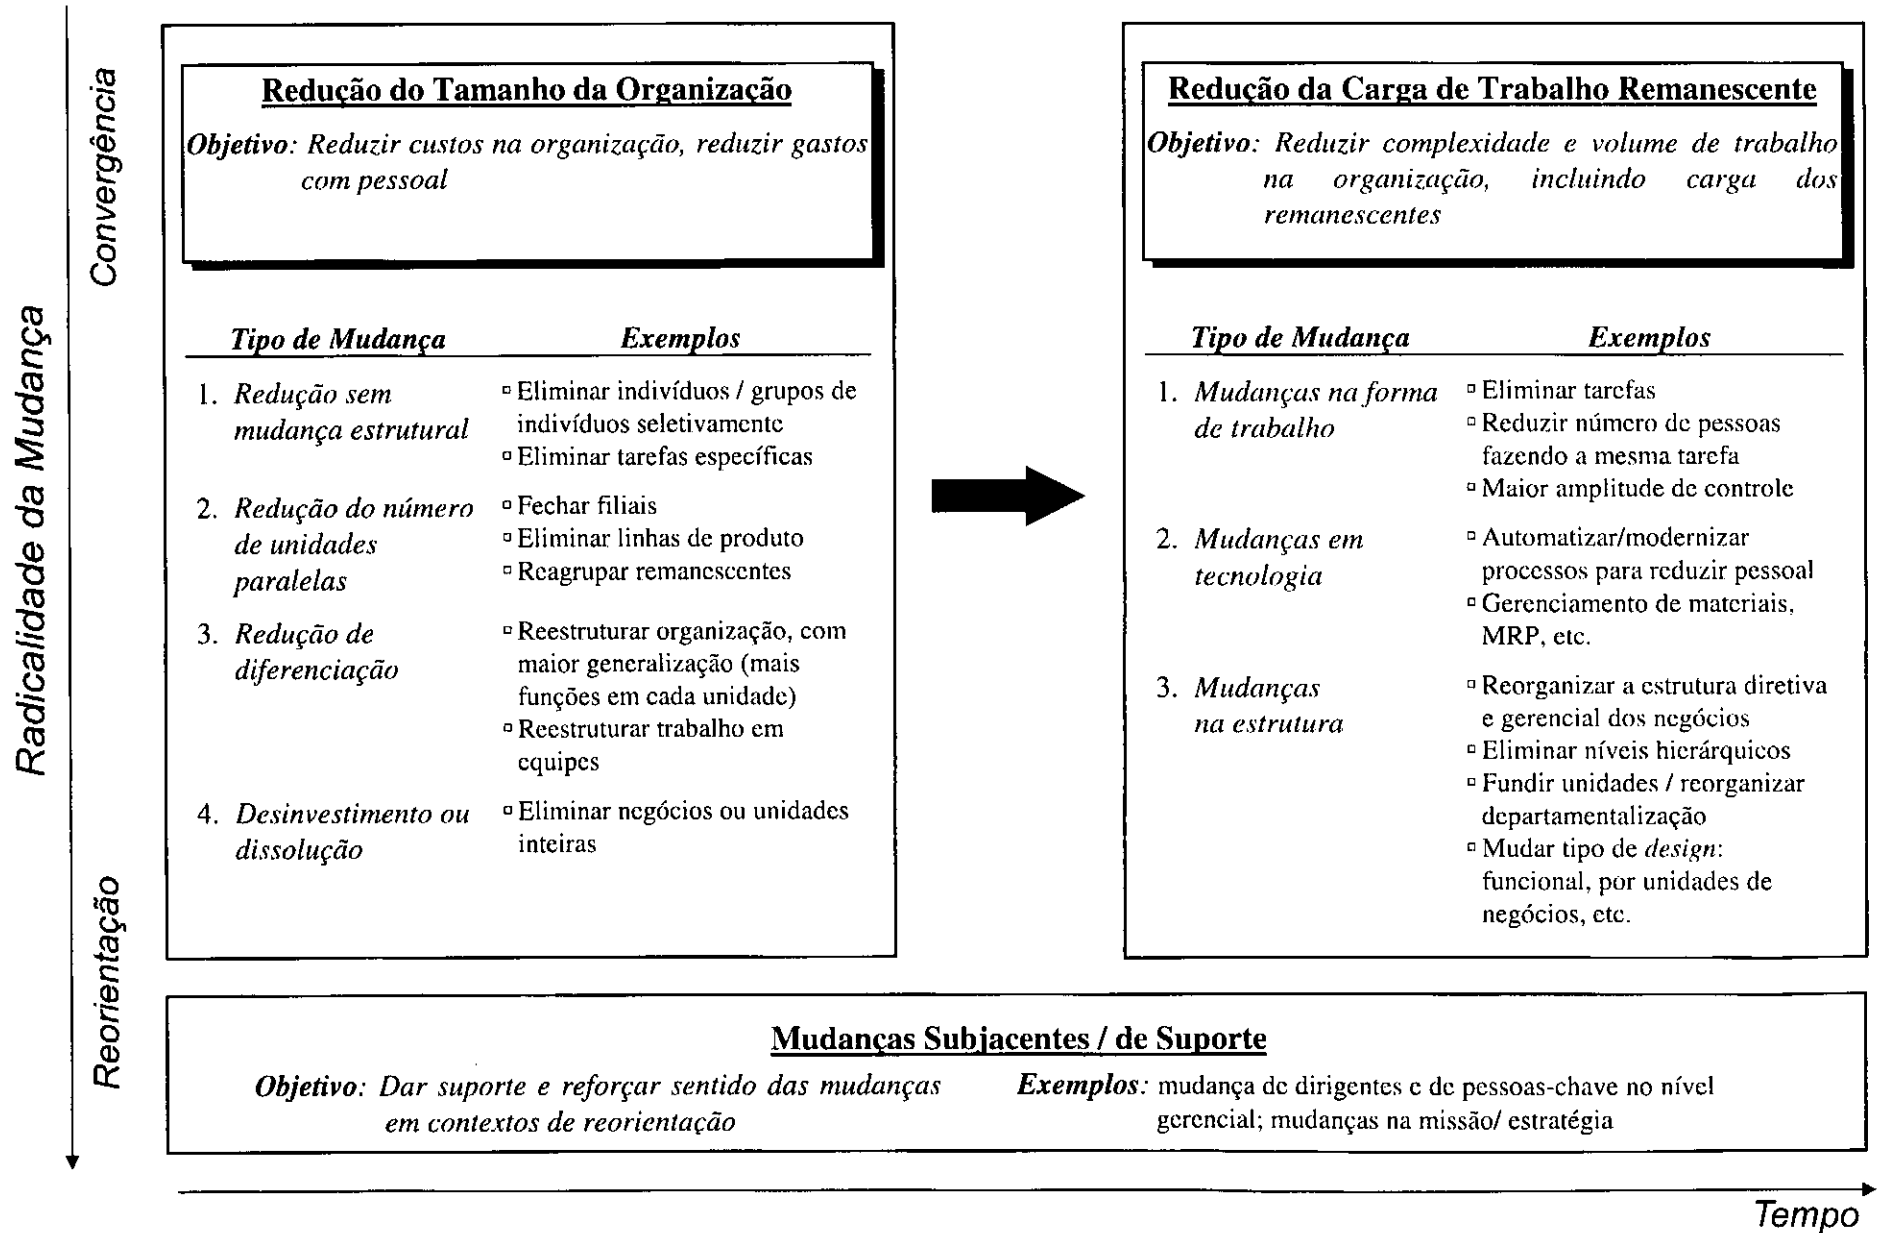 Radicalidade da Mudança
Convergência
Reorientação
Redução do Tamanho da Organização
Objetivo: Reduzir custos na organização, reduzir gastos
com pessoal
Tipo de Mudança Exemplos
1. Redução sem
mudança estrutural
▫ Eliminar indivíduos / grupos de
indivíduos seletivamente
▫ Eliminar tarefas específicas
2. Redução do número
de unidades
paralelas
▫ Fechar filiais
▫ Eliminar linhas de produto
▫ Reagrupar remanescentes
3. Redução de
diferenciação
▫ Reestruturar organização, com
maior generalização (mais
funções em cada unidade)
▫ Reestruturar trabalho em
equipes
4. Desinvestimento ou
dissolução
▫ Eliminar negócios ou unidades
inteiras
Redução da Carga de Trabalho Remanescente
Objetivo: Reduzir complexidade e volume de trabalho
na organização, incluindo carga dos
remanescentes
Tipo de Mudança Exemplos
1. Mudanças na forma
de trabalho
▫ Eliminar tarefas
▫ Reduzir número de pessoas
fazendo a mesma tarefa
▫ Maior amplitude de controle
2. Mudanças em
tecnologia
▫ Automatizar/modernizar
processos para reduzir pessoal
▫ Gerenciamento de materiais,
MRP, etc.
3. Mudanças
na estrutura
▫ Reorganizar a estrutura diretiva
e gerencial dos negócios
▫ Eliminar níveis hierárquicos
▫ Fundir unidades / reorganizar
departamentalização
▫ Mudar tipo de design:
funcional, por unidades de
negócios, etc.
Mudanças Subjacentes / de Suporte
Objetivo: Dar suporte e reforçar sentido das mudanças
em contextos de reorientação
Exemplos: mudança de dirigentes e de pessoas-chave no nível
gerencial; mudanças na missão/ estratégia
Tempo